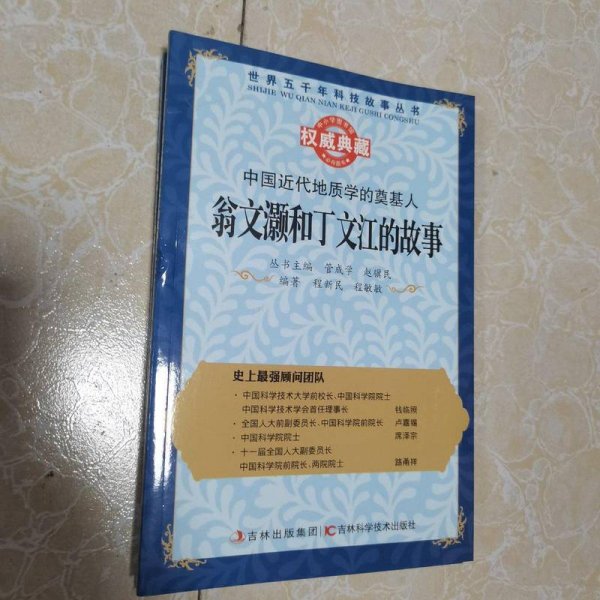 世界五千年科技故事丛书
SHIJIE WU QIAN NIAN KEJI GUSHI CONGSHU
权威典藏
中国近代地质学的奠基人
翁文灏和丁文江的故事
丛书主编 管成学 赵骥民
编著 程新民 程敏敏
史上最强顾问团队
· 中国科学技术大学前校长、中国科学院院士
中国科学技术学会首任理事长 钱临照
· 全国人大前副委员长、中国科学院前院长 卢嘉锡
· 中国科学院院士 席泽宗
· 十一届全国人大副委员长
中国科学院前院长、两院院士 路甬祥
吉林出版集团 吉林科学技术出版社